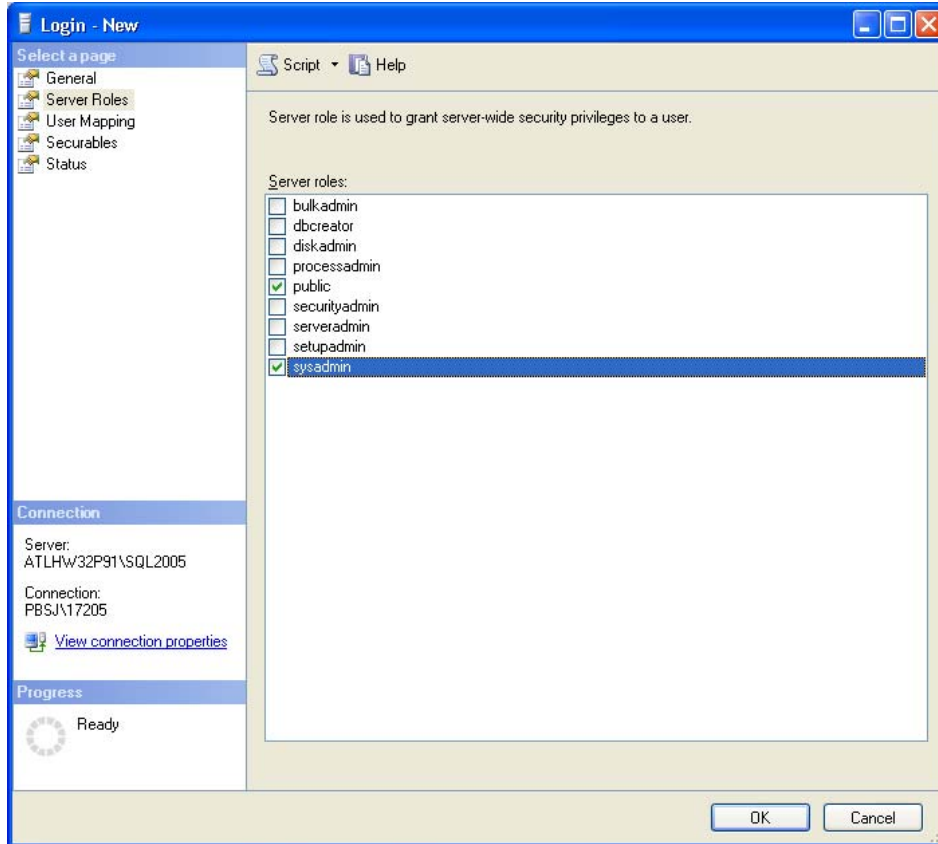 Login - New
Select a page
General
Server Roles
User Mapping
Securables
Status
Script
Help
Server role is used to grant server-wide security privileges to a user.
Server roles:
bulkadmin
dbcreator
diskadmin
processadmin
public
securityadmin
serveradmin
setupadmin
sysadmin
Connection
Server:
ATLHW32P91\SQL2005
Connection:
PBSJ\17205
View connection properties
Progress
Ready
OK
Cancel